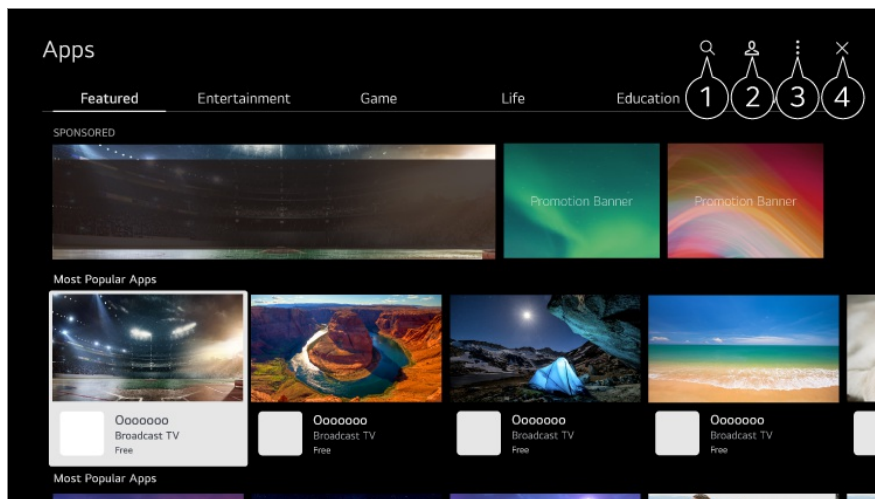 Apps
Featured Entertainment Game Life Education
1 2 3 4
SPONSORED
Promotion Banner Promotion Banner
Most Popular Apps
Ooooooo Ooooooo Ooooooo Ooooooo
Broadcast TV Broadcast TV Broadcast TV Broadcast TV
Free Free Free Free
Most Popular Apps